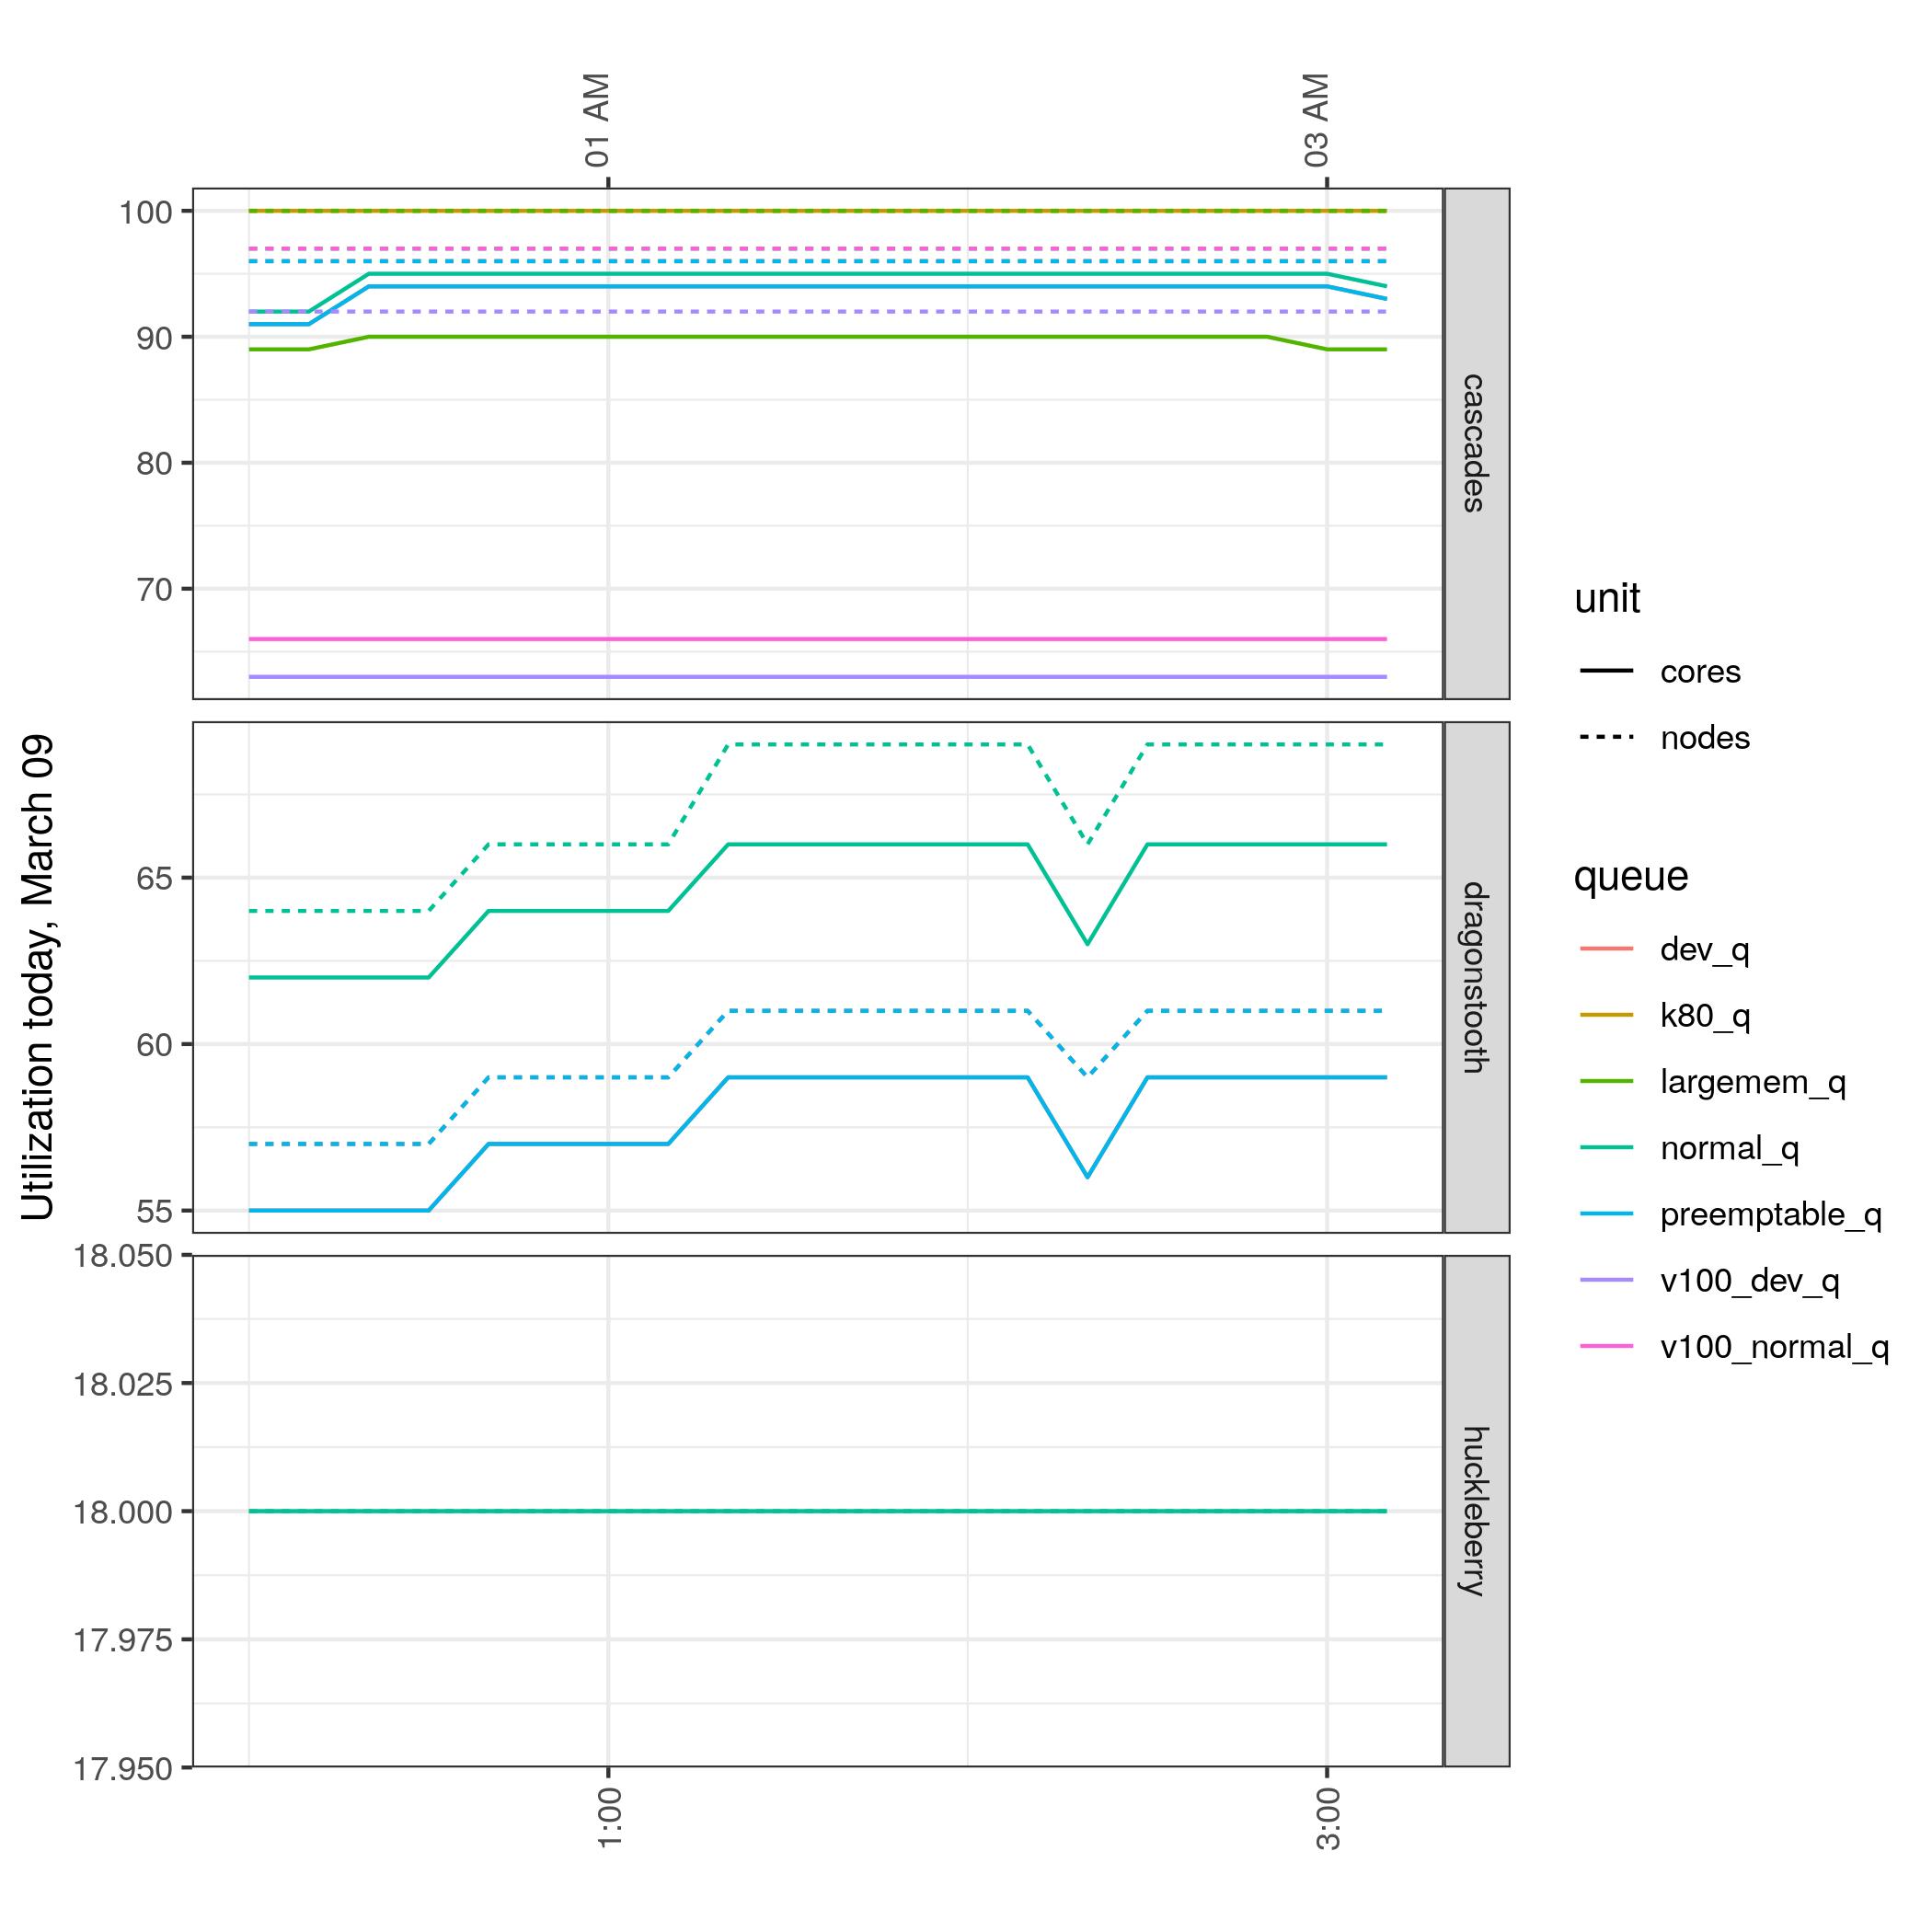 01 AM
03 AM
100
90
80
70
cascades
Utilization today, March 09
65
60
55
dragonstooth
18.050
18.025
18.000
17.975
17.950
huckleberry
1:00
3:00
unit
cores
nodes
queue
dev_q
k80_q
largemem_q
normal_q
preemptable_q
v100_dev_q
v100_normal_q